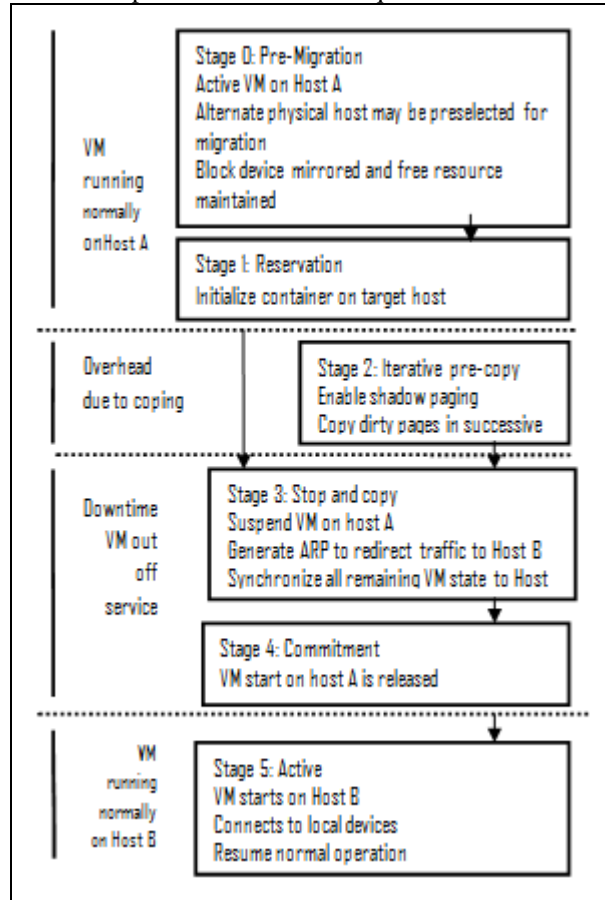 Stage 0: Pre-Migration
Active VM on Host A
Alternate physical host may be preselected for
migration
Block device mirrored and free resource
maintained
VM
running
normally
onHost A
Stage 1: Reservation
Initialize container on target host
Overhead
due to coping
Stage 2: Iterative pre-copy
Enable shadow paging
Copy dirty pages in successive
Downtime
VM out
off
service
Stage 3: Stop and copy
Suspend VM on host A
Generate ARP to redirect traffic to Host B
Synchronize all remaining VM state to Host
Stage 4: Commitment
VM start on host A is released
VM
running
normally
on Host B
Stage 5: Active
VM starts on Host B
Connects to local devices
Resume normal operation